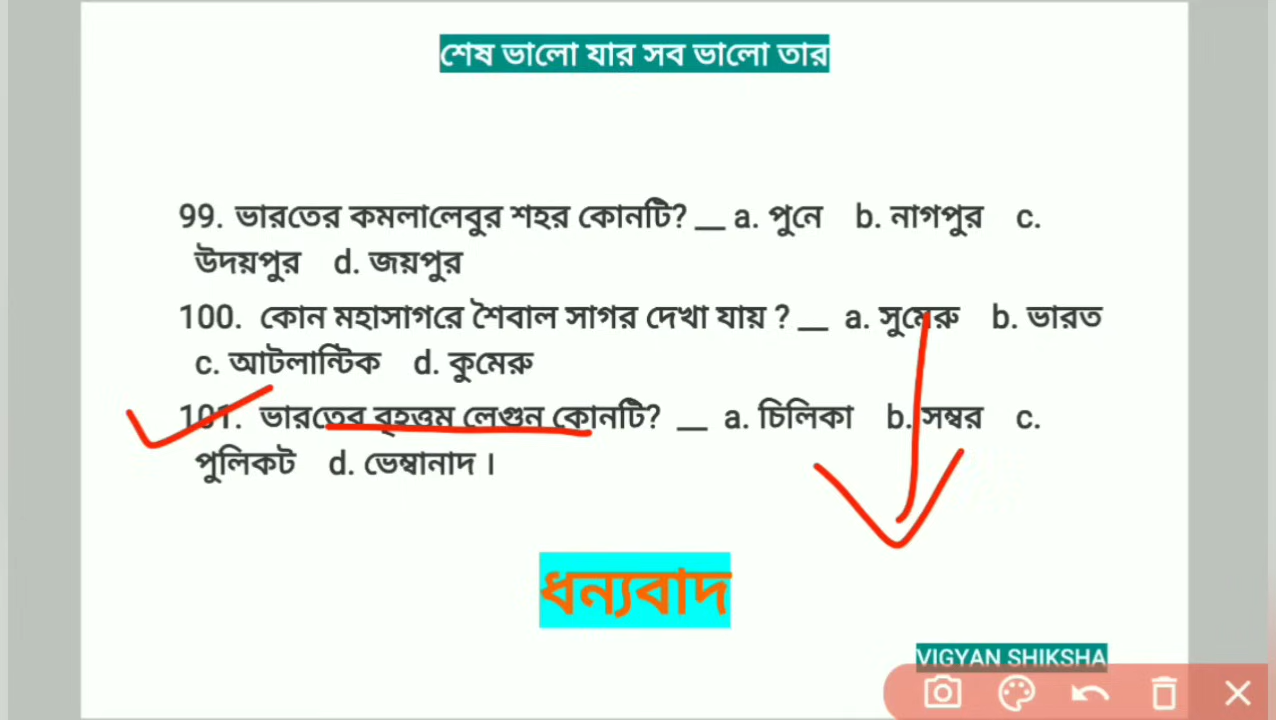 শেষ ভালো যার সব ভালো তার
99. ভারতের কমলালেবুর শহর কোনটি? __ a. পুনে b. নাগপুর c.
উদয়পুর d. জয়পুর
100. কোন মহাসাগরে শৈবাল সাগর দেখা যায় ? __ a. সুমেরু b. ভারত
c. আটলান্টিক d. কুমেরু
101. ভারতের বৃহত্তম লেগুন কোনটি? __ a. চিলিকা b. সম্বর c.
পুলিকট d. ভেম্বানাদ ।
ধন্যবাদ
VIGYAN SHIKSHA